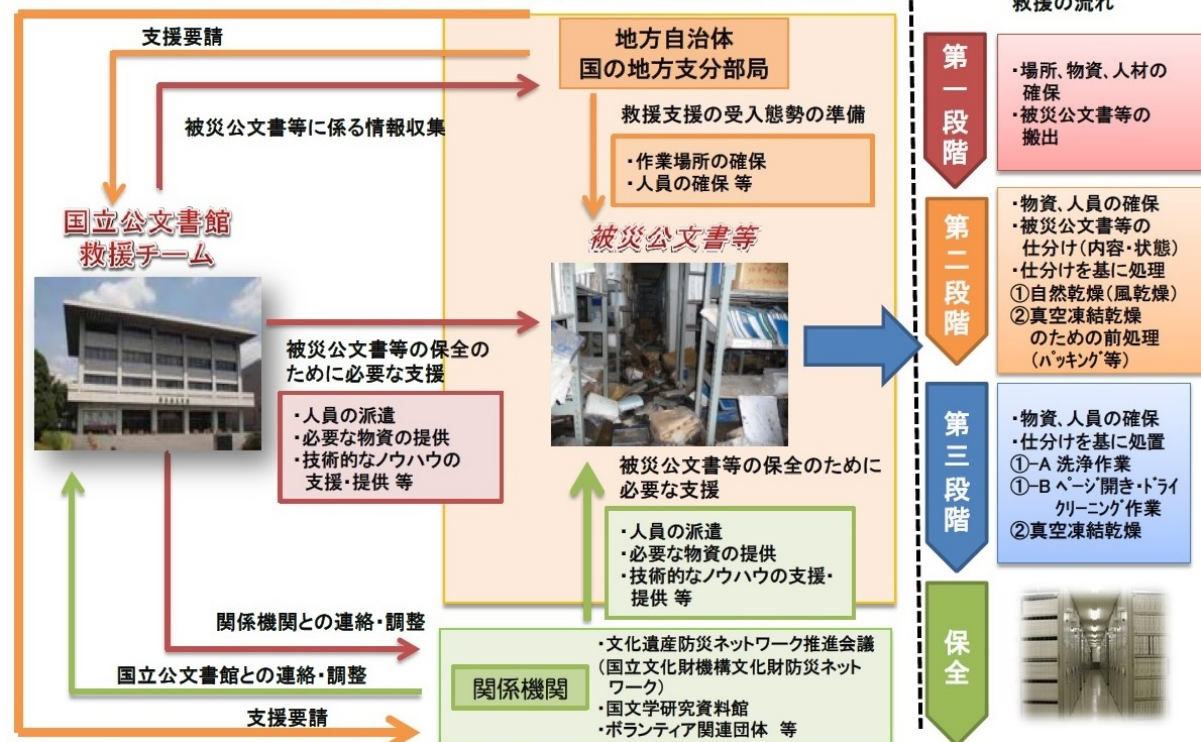 救援の流れ
支援要請
地方自治体
国の地方支分部局
被災公文書等に係る情報収集
救援支援の受入態勢の準備
・作業場所の確保
・人員の確保 等
国立公文書館
救援チーム
被災公文書等
被災公文書等の保全の
ために必要な支援
・人員の派遣
・必要な物資の提供
・技術的なノウハウの
支援・提供 等
被災公文書等の保全のために
必要な支援
・人員の派遣
・必要な物資の提供
・技術的なノウハウの支援・
提供 等
関係機関との連絡・調整
国立公文書館との連絡・調整
支援要請
関係機関
・文化遺産防災ネットワーク推進会議
(国立文化財機構文化財防災ネット
ワーク)
・国文学研究資料館
・ボランティア関連団体 等
第一段階
・場所、物資、人材の
確保
・被災公文書等の
搬出
第二段階
・物資、人員の確保
・被災公文書等の
仕分け(内容・状態)
・仕分けを基に処理
①自然乾燥(風乾燥)
②真空凍結乾燥
のための前処理
(パッキング等)
第三段階
・物資、人員の確保
・仕分けを基に処置
①-A 洗浄作業
①-B ページ開き・ドライ
クリーニング作業
②真空凍結乾燥
保全